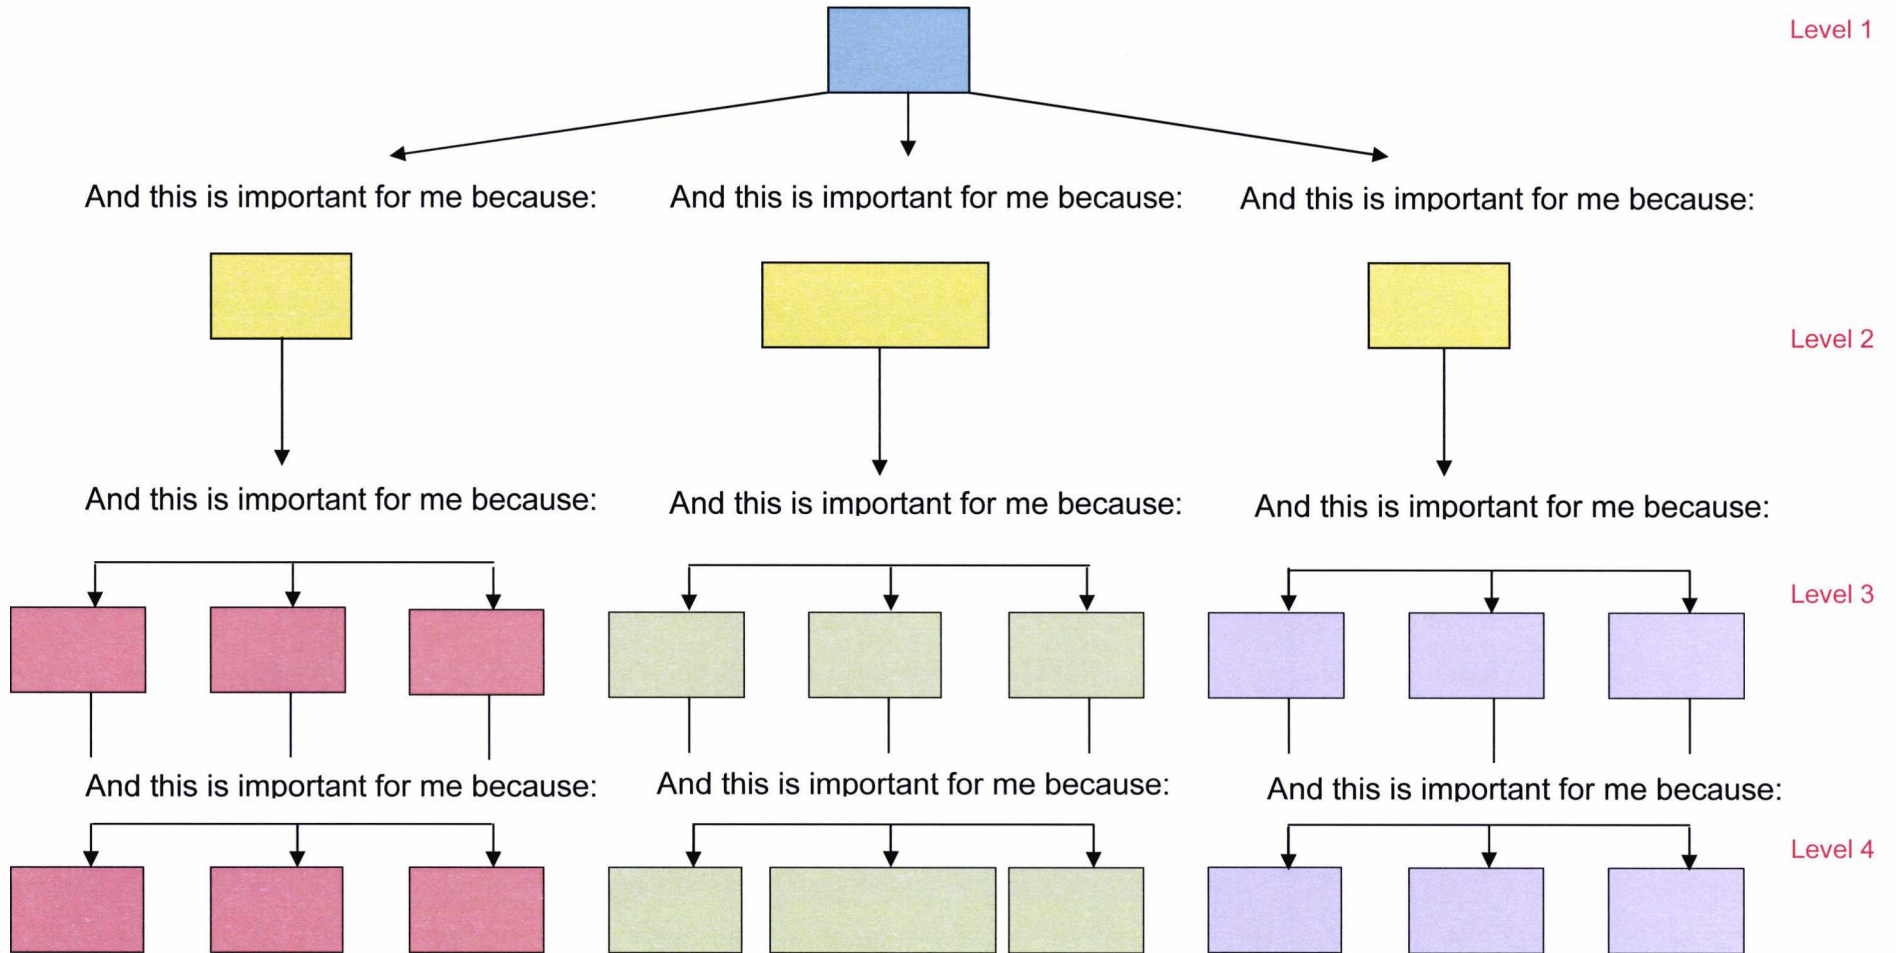 Level 1
And this is important for me because: And this is important for me because: And this is important for me because:
Level 2
And this is important for me because: And this is important for me because: And this is important for me because:
Level 3
And this is important for me because: And this is important for me because: And this is important for me because:
Level 4